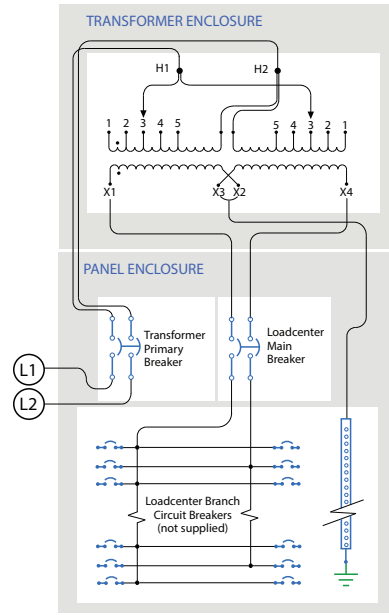 TRANSFORMER ENCLOSURE
H1 H2
1 2 3 4 5 5 4 3 2 1
X1 X3 X2 X4
PANEL ENCLOSURE
Transformer
Primary
Breaker
Loadcenter
Main
Breaker
L1
L2
Loadcenter Branch
Circuit Breakers
(not supplied)